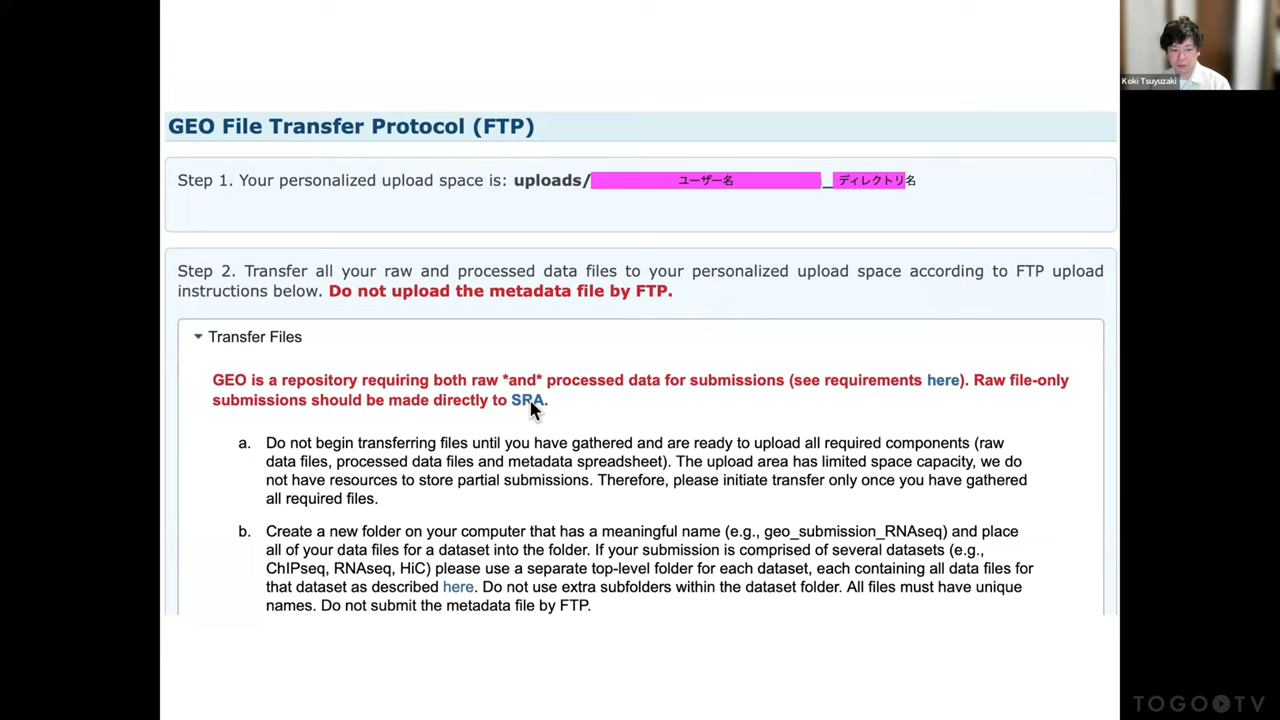 Koki Tsuyuzaki
GEO File Transfer Protocol (FTP)
Step 1. Your personalized upload space is: uploads/ユーザー名_ディレクトリ名
Step 2. Transfer all your raw and processed data files to your personalized upload space according to FTP upload
instructions below. Do not upload the metadata file by FTP.
Transfer Files
GEO is a repository requiring both raw *and* processed data for submissions (see requirements here). Raw file-only
submissions should be made directly to SRA.
a. Do not begin transferring files until you have gathered and are ready to upload all required components (raw
data files, processed data files and metadata spreadsheet). The upload area has limited space capacity, we do
not have resources to store partial submissions. Therefore, please initiate transfer only once you have gathered
all required files.
b. Create a new folder on your computer that has a meaningful name (e.g., geo_submission_RNAseq) and place
all of your data files for a dataset into the folder. If your submission is comprised of several datasets (e.g.,
ChIPseq, RNAseq, HiC) please use a separate top-level folder for each dataset, each containing all data files for
that dataset as described here. Do not use extra subfolders within the dataset folder. All files must have unique
names. Do not submit the metadata file by FTP.
TOGO TV